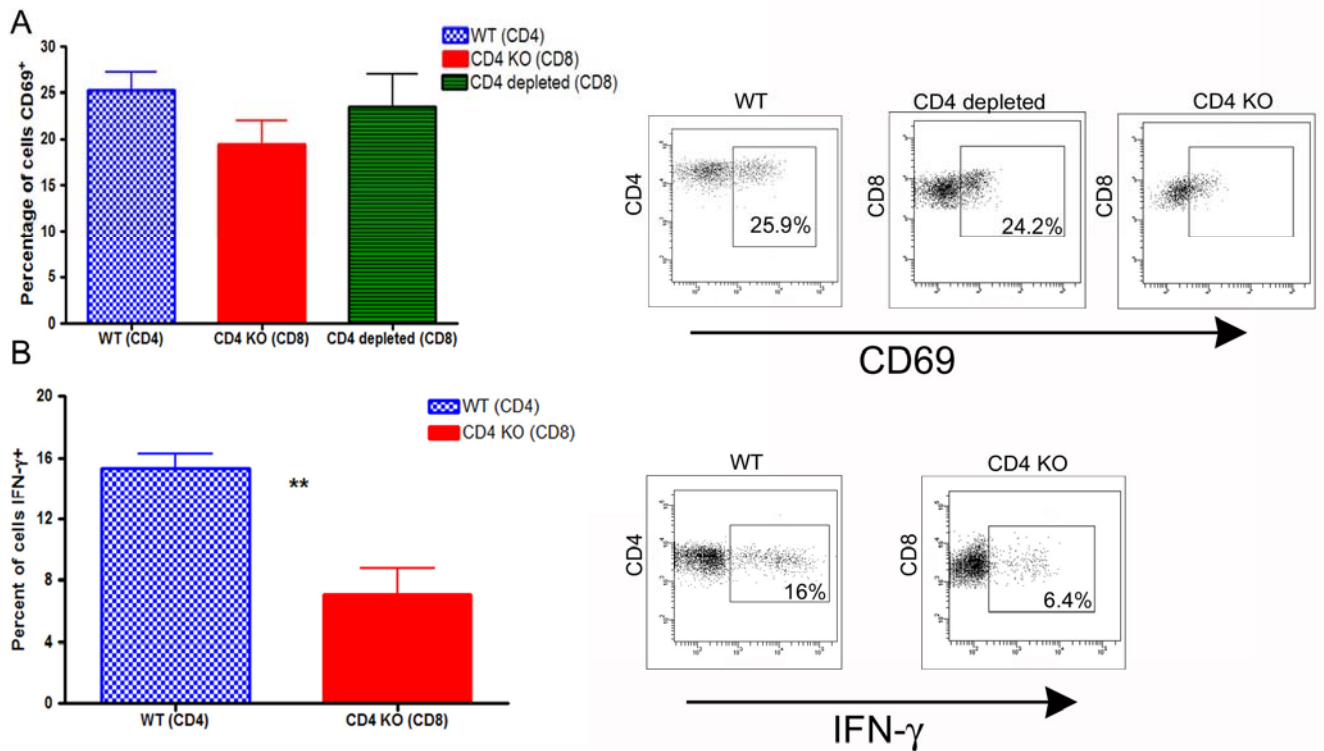 A
WT (CD4)
CD4 KO (CD8)
CD4 depleted (CD8)
Percentage of cells CD69+
30
25
20
15
10
5
0
WT (CD4) CD4 KO (CD8) CD4 depleted (CD8)
WT CD4 depleted CD4 KO
CD4 CD8 CD8
25.9% 24.2%
CD69
B
WT (CD4)
CD4 KO (CD8)
Percent of cells IFN-γ+
20
16
12
8
4
0
**
WT (CD4) CD4 KO (CD8)
WT CD4 KO
CD4 CD8
16% 6.4%
IFN-γ